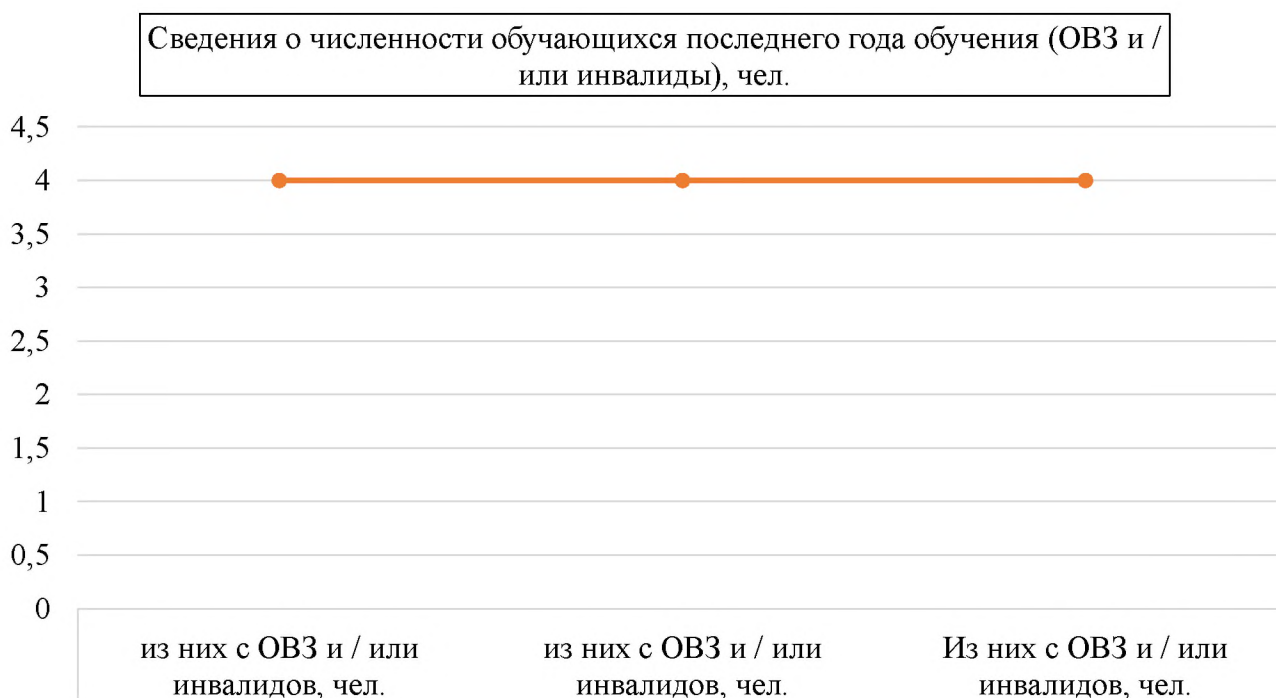 Сведения о численности обучающихся последнего года обучения (ОВЗ и /
или инвалиды), чел.
4,5
4
3,5
3
2,5
2
1,5
1
0,5
0
из них с ОВЗ и / или
инвалидов, чел.
из них с ОВЗ и / или
инвалидов, чел.
Из них с ОВЗ и / или
инвалидов, чел.